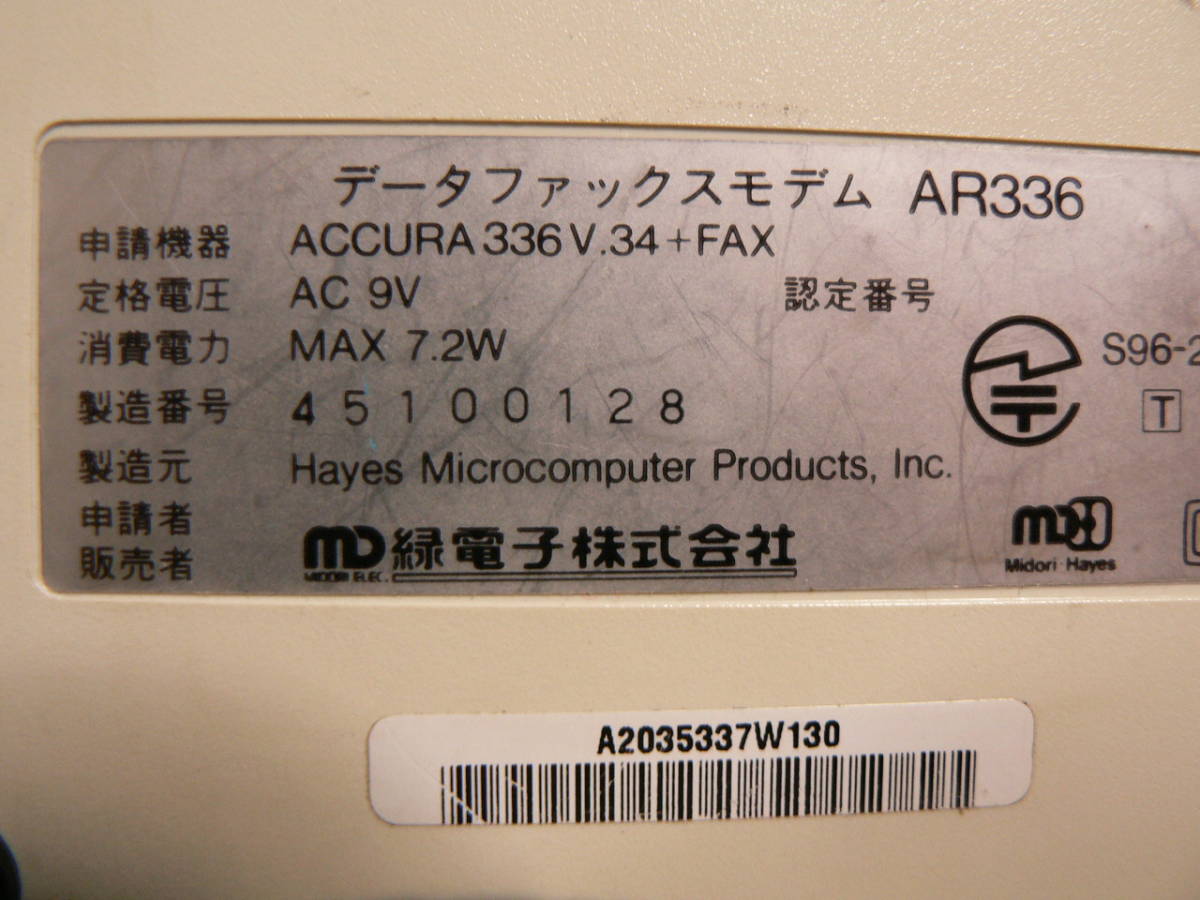 データファックスモデム AR336
申請機器 ACCURA 336 V.34+FAX
定格電圧 AC 9V 認定番号
消費電力 MAX 7.2W S96-2
製造番号 45100128 T
製造元 Hayes Microcomputer Products, Inc.
申請者
販売者 MD 緑電子株式会社
MIDORI ELEC.
Midori·Hayes
A2035337W130